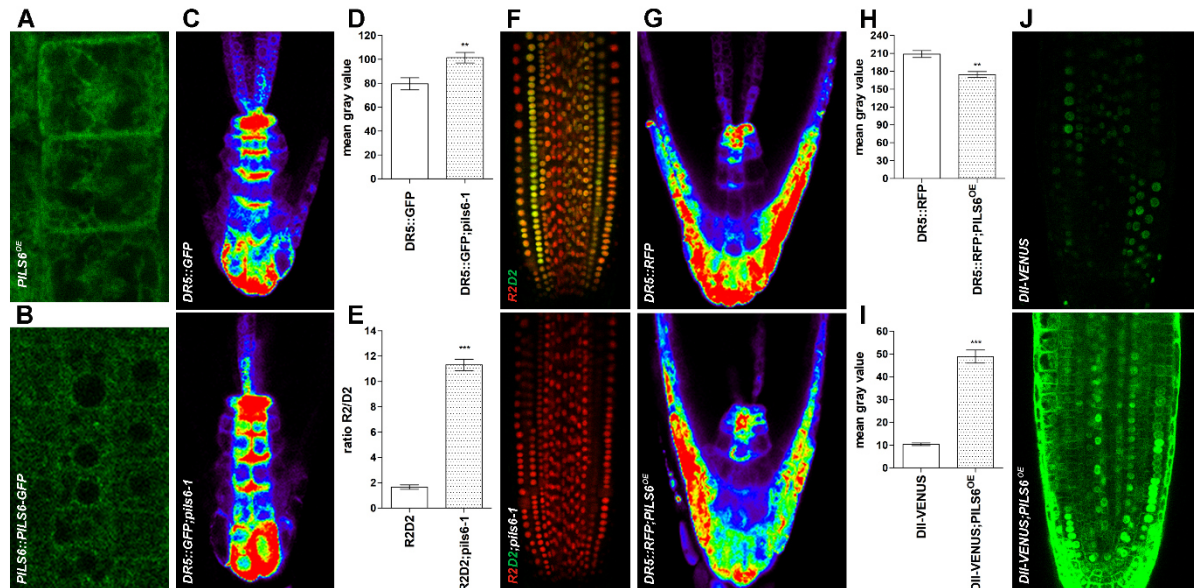 A
PILS6OE
B
PILS6::PILS6-GFP
C
DR5::GFP
DR5::GFP;pils6-1
D
mean gray value
120
100
80
60
40
20
0
**
DR5::GFP
DR5::GFP;pils6-1
E
ratio R2/D2
14
12
10
8
6
4
2
0
***
R2D2
R2D2;pils6-1
F
R2D2
R2D2;pils6-1
G
DR5::RFP
DR5::RFP;PILS6OE
H
mean gray value
210
180
150
120
90
60
30
0
**
DR5::RFP
DR5::RFP;PILS6OE
I
mean gray value
60
50
40
30
20
10
0
***
DII-VENUS
DII-VENUS;PILS6OE
J
DII-VENUS
DII-VENUS;PILS6OE